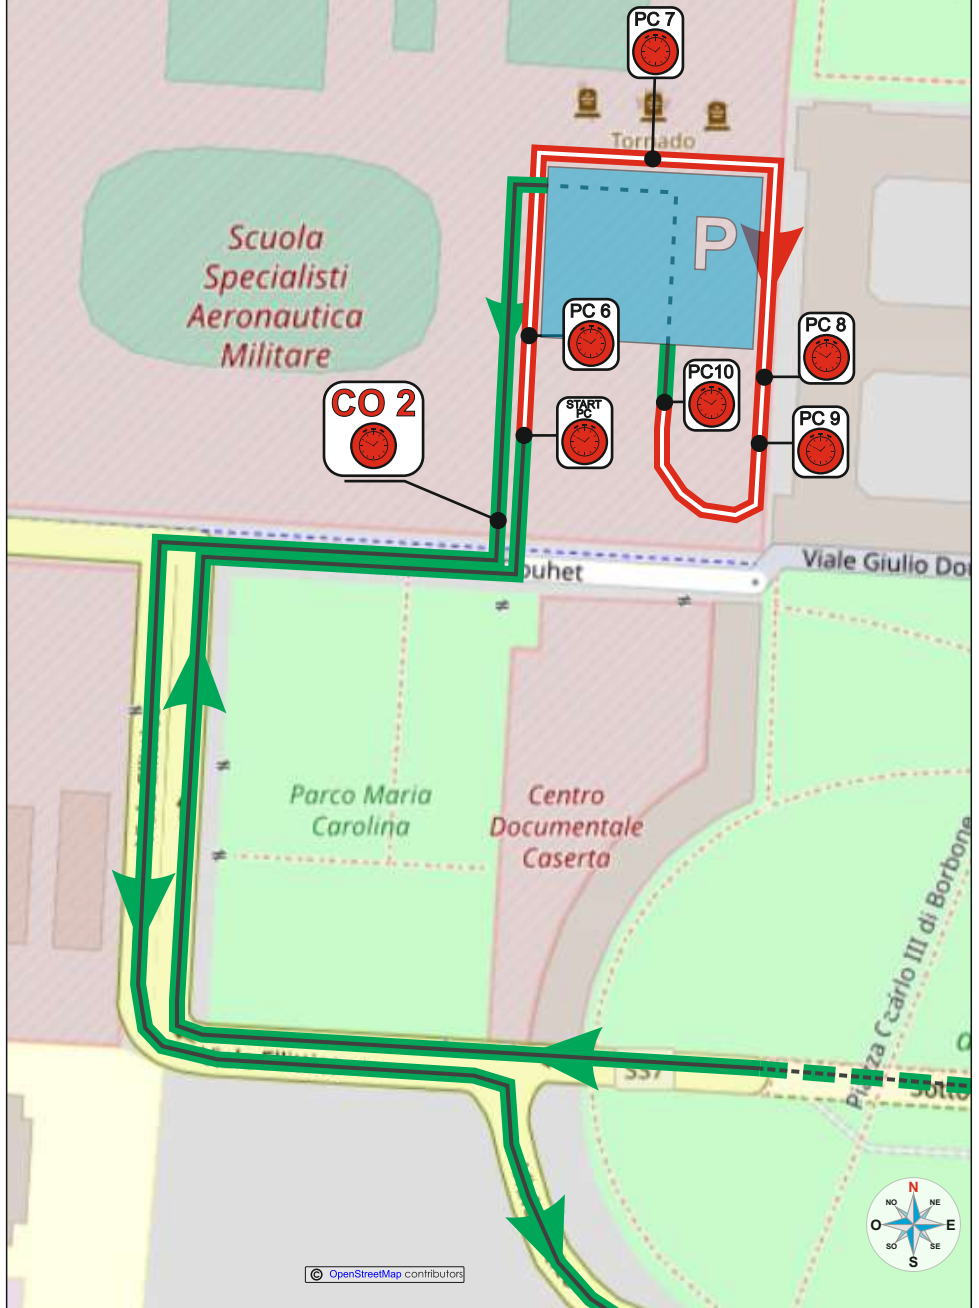 PC 7
Tornado
P
Scuola
Specialisti
Aeronautica
Militare
PC 6
PC 8
CO 2
START
PC
PC10
PC 9
ouhet
Viale Giulio Dou
Parco Maria
Carolina
Centro
Documentale
Caserta
Piazza Carlo III di Borbone
SS7
Sotto
N
NO
NE
O
E
SO
SE
S
© OpenStreetMap contributors